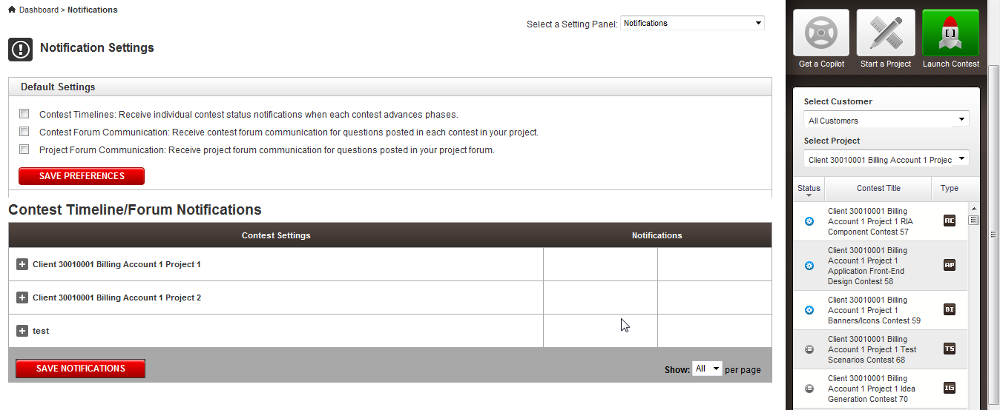 Dashboard > Notifications
Select a Setting Panel: Notifications
Notification Settings
Default Settings
Contest Timelines: Receive individual contest status notifications when each contest advances phases.
Contest Forum Communication: Receive contest forum communication for questions posted in each contest in your project.
Project Forum Communication: Receive project forum communication for questions posted in your project forum.
SAVE PREFERENCES
Contest Timeline/Forum Notifications
Contest Settings Notifications
Client 30010001 Billing Account 1 Project 1
Client 30010001 Billing Account 1 Project 2
test
SAVE NOTIFICATIONS
Show: All per page
Get a Copilot Start a Project Launch Contest
Select Customer
All Customers
Select Project
Client 30010001 Billing Account 1 Projec
Status Contest Title Type
Client 30010001 Billing
Account 1 Project 1 RIA
Component Contest 57
RC
Client 30010001 Billing
Account 1 Project 1
Application Front-End
Design Contest 58
AP
Client 30010001 Billing
Account 1 Project 1
Banners/Icons Contest 59
BI
Client 30010001 Billing
Account 1 Project 1 Test
Scenarios Contest 68
TS
Client 30010001 Billing
Account 1 Project 1 Idea
Generation Contest 70
IG